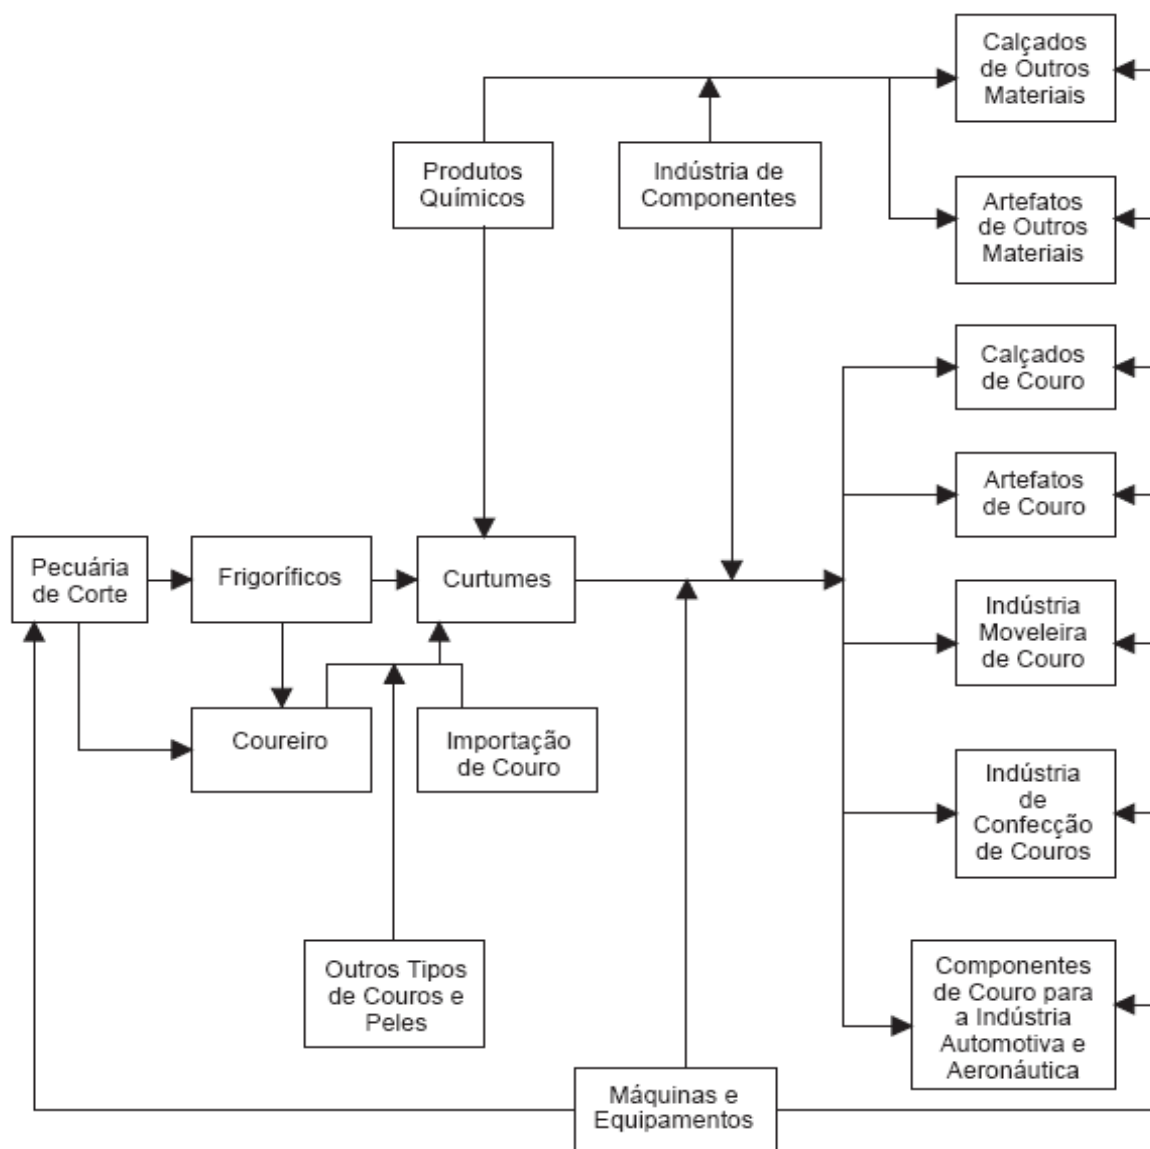 Calçados
de Outros
Materiais
Produtos
Químicos
Indústria de
Componentes
Artefatos
de Outros
Materiais
Calçados
de Couro
Artefatos
de Couro
Pecuária
de Corte
Frigoríficos
Curtumes
Indústria
Moveleira
de Couro
Coureiro
Importação
de Couro
Indústria
de
Confecção
de Couros
Outros Tipos
de Couros e
Peles
Componentes
de Couro para
a Indústria
Automotiva e
Aeronáutica
Máquinas e
Equipamentos